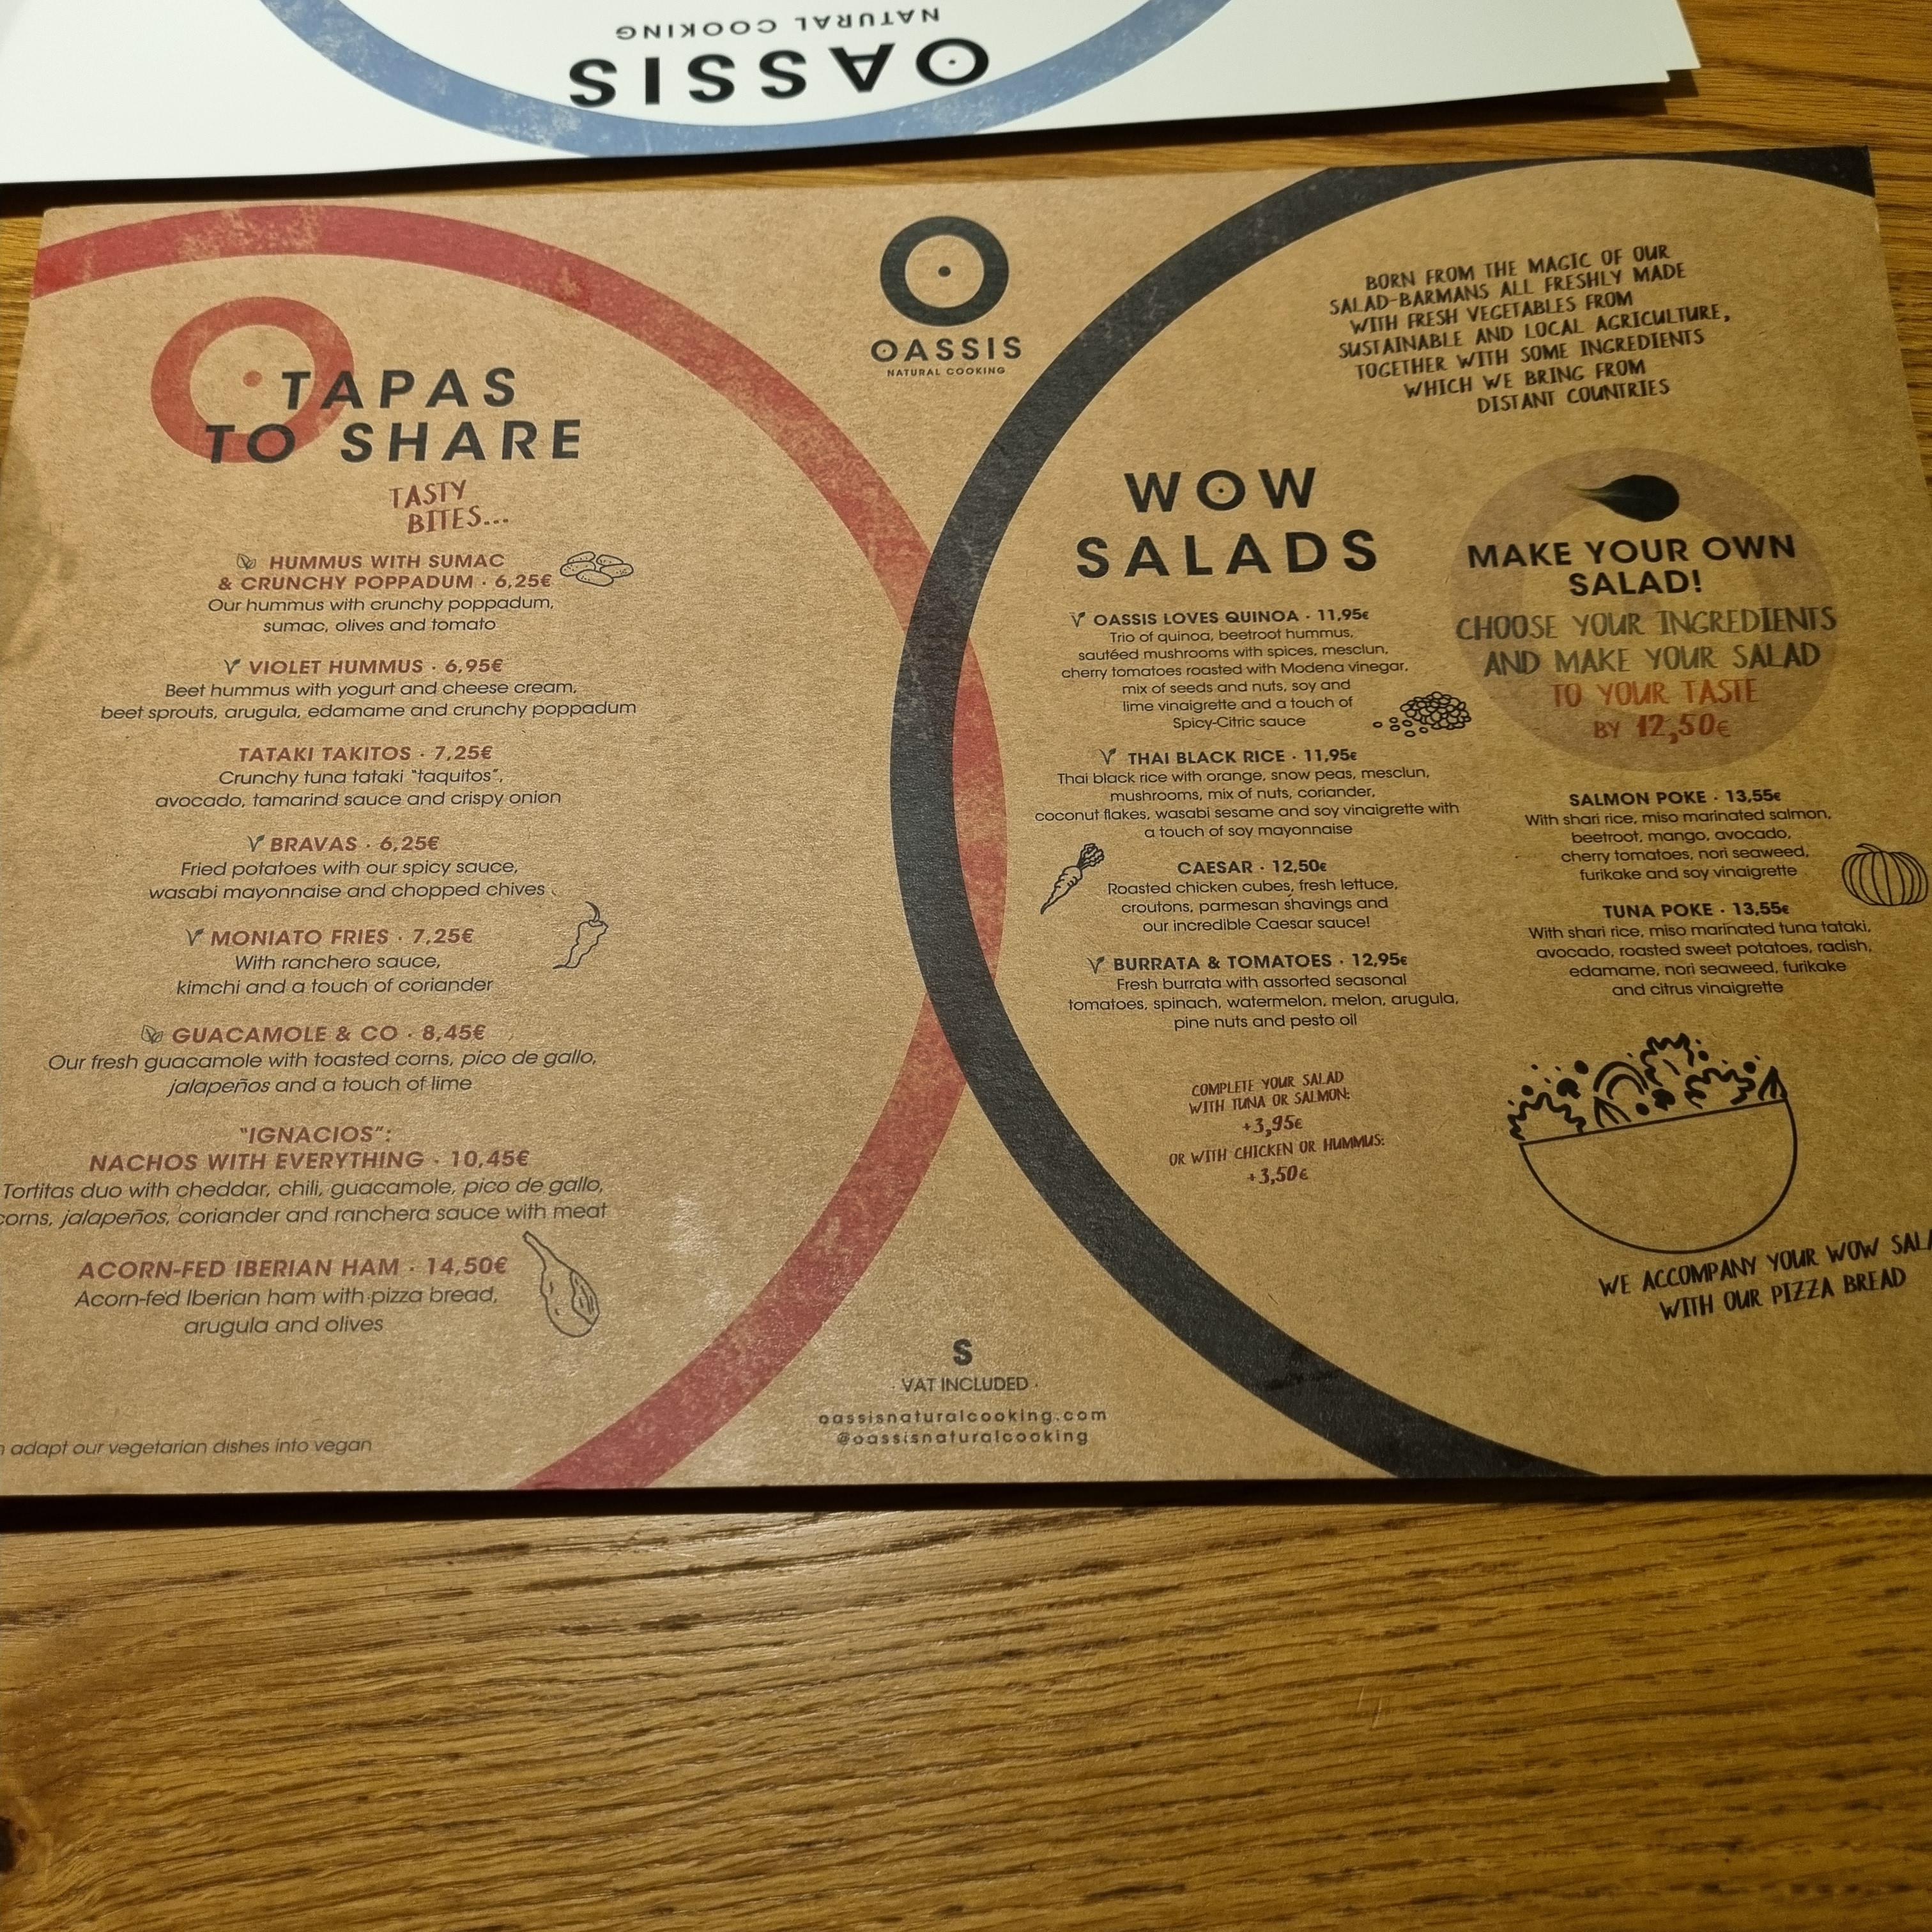 OASSIS
NATURAL COOKING
OASSIS
NATURAL COOKING
TAPAS
TO SHARE
TASTY
BITES...
HUMMUS WITH SUMAC
& CRUNCHY POPPADUM · 6,25€
Our hummus with crunchy poppadum,
sumac, olives and tomato
VIOLET HUMMUS · 6,95€
Beet hummus with yogurt and cheese cream,
beet sprouts, arugula, edamame and crunchy poppadum
TATAKI TAKITOS · 7,25€
Crunchy tuna tataki "taquitos",
avocado, tamarind sauce and crispy onion
BRAVAS · 6,25€
Fried potatoes with our spicy sauce,
wasabi mayonnaise and chopped chives
MONIATO FRIES · 7,25€
With ranchero sauce,
kimchi and a touch of coriander
GUACAMOLE & CO · 8,45€
Our fresh guacamole with toasted corns, pico de gallo,
jalapeños and a touch of lime
"IGNACIOS":
NACHOS WITH EVERYTHING · 10,45€
Tortitas duo with cheddar, chili, guacamole, pico de gallo,
corns, jalapeños, coriander and ranchera sauce with meat
ACORN-FED IBERIAN HAM · 14,50€
Acorn-fed Iberian ham with pizza bread,
arugula and olives
adapt our vegetarian dishes into vegan
S
· VAT INCLUDED ·
oassisnaturalcooking.com
@oassisnaturalcooking
BORN FROM THE MAGIC OF OUR
SALAD-BARMANS ALL FRESHLY MADE
WITH FRESH VEGETABLES FROM
SUSTAINABLE AND LOCAL AGRICULTURE,
TOGETHER WITH SOME INGREDIENTS
WHICH WE BRING FROM
DISTANT COUNTRIES
WOW
SALADS
OASSIS LOVES QUINOA · 11,95€
Trio of quinoa, beetroot hummus,
sautéed mushrooms with spices, mesclun,
cherry tomatoes roasted with Modena vinegar,
mix of seeds and nuts, soy and
lime vinaigrette and a touch of
Spicy-Citric sauce
THAI BLACK RICE · 11,95€
Thai black rice with orange, snow peas, mesclun,
mushrooms, mix of nuts, coriander,
coconut flakes, wasabi sesame and soy vinaigrette with
a touch of soy mayonnaise
CAESAR · 12,50€
Roasted chicken cubes, fresh lettuce,
croutons, parmesan shavings and
our incredible Caesar sauce!
BURRATA & TOMATOES · 12,95€
Fresh burrata with assorted seasonal
tomatoes, spinach, watermelon, melon, arugula,
pine nuts and pesto oil
COMPLETE YOUR SALAD
WITH TUNA OR SALMON:
+3,95€
OR WITH CHICKEN OR HUMMUS:
+3,50€
MAKE YOUR OWN
SALAD!
CHOOSE YOUR INGREDIENTS
AND MAKE YOUR SALAD
TO YOUR TASTE
BY 12,50€
SALMON POKE · 13,55€
With shari rice, miso marinated salmon,
beetroot, mango, avocado,
cherry tomatoes, nori seaweed,
furikake and soy vinaigrette
TUNA POKE · 13,55€
With shari rice, miso marinated tuna tataki,
avocado, roasted sweet potatoes, radish,
edamame, nori seaweed, furikake
and citrus vinaigrette
WE ACCOMPANY YOUR WOW
WITH OUR PIZZA BREAD